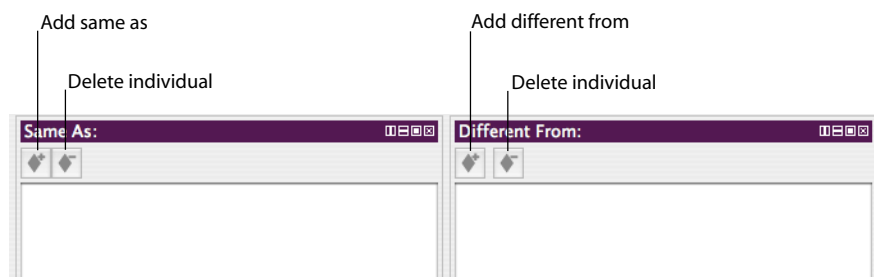 Add same as
Add different from
Delete individual
Delete individual
Same As:
Different From: